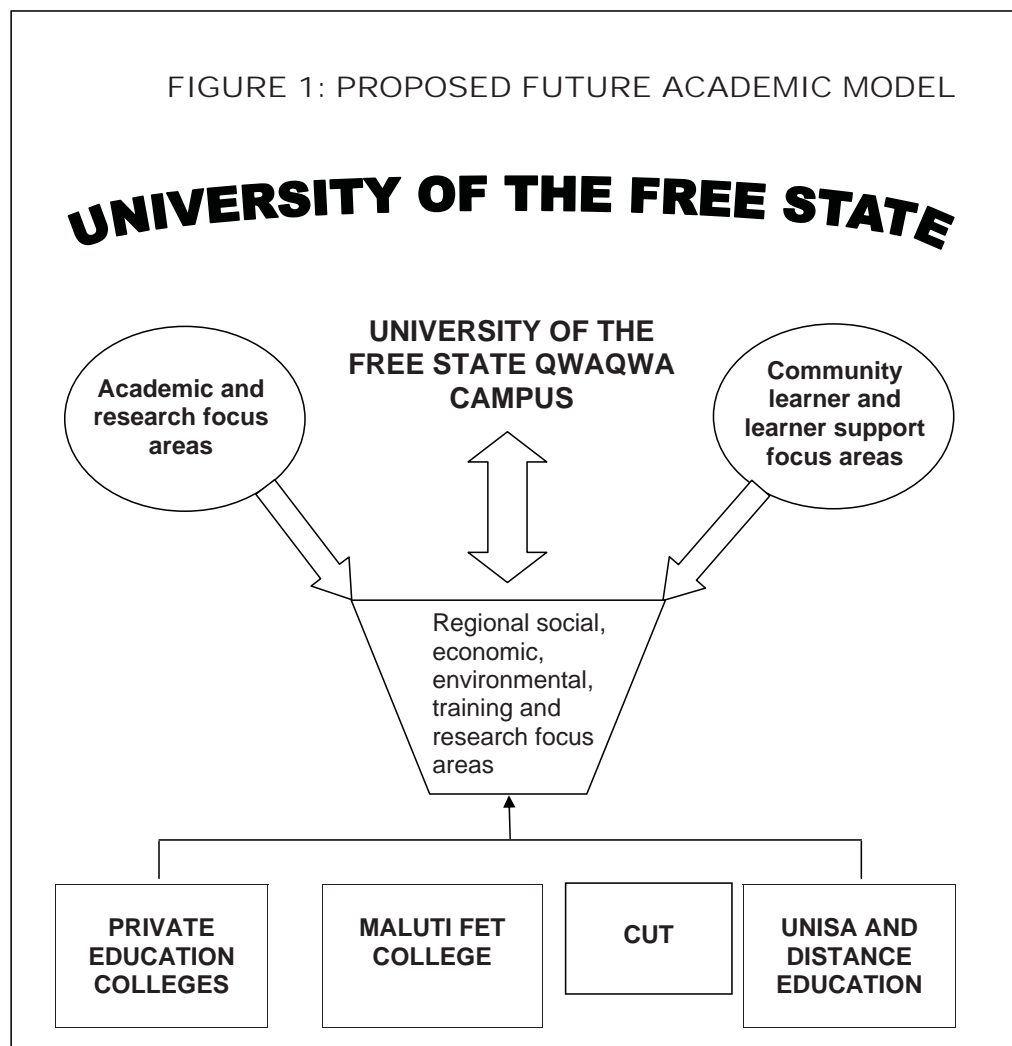 FIGURE 1: PROPOSED FUTURE ACADEMIC MODEL
UNIVERSITY OF THE FREE STATE
Academic and
research focus
areas
UNIVERSITY OF THE
FREE STATE QWAQWA
CAMPUS
Community
learner and
learner support
focus areas
Regional social,
economic,
environmental,
training and
research focus
areas
PRIVATE
EDUCATION
COLLEGES
MALUTI FET
COLLEGE
CUT
UNISA AND
DISTANCE
EDUCATION